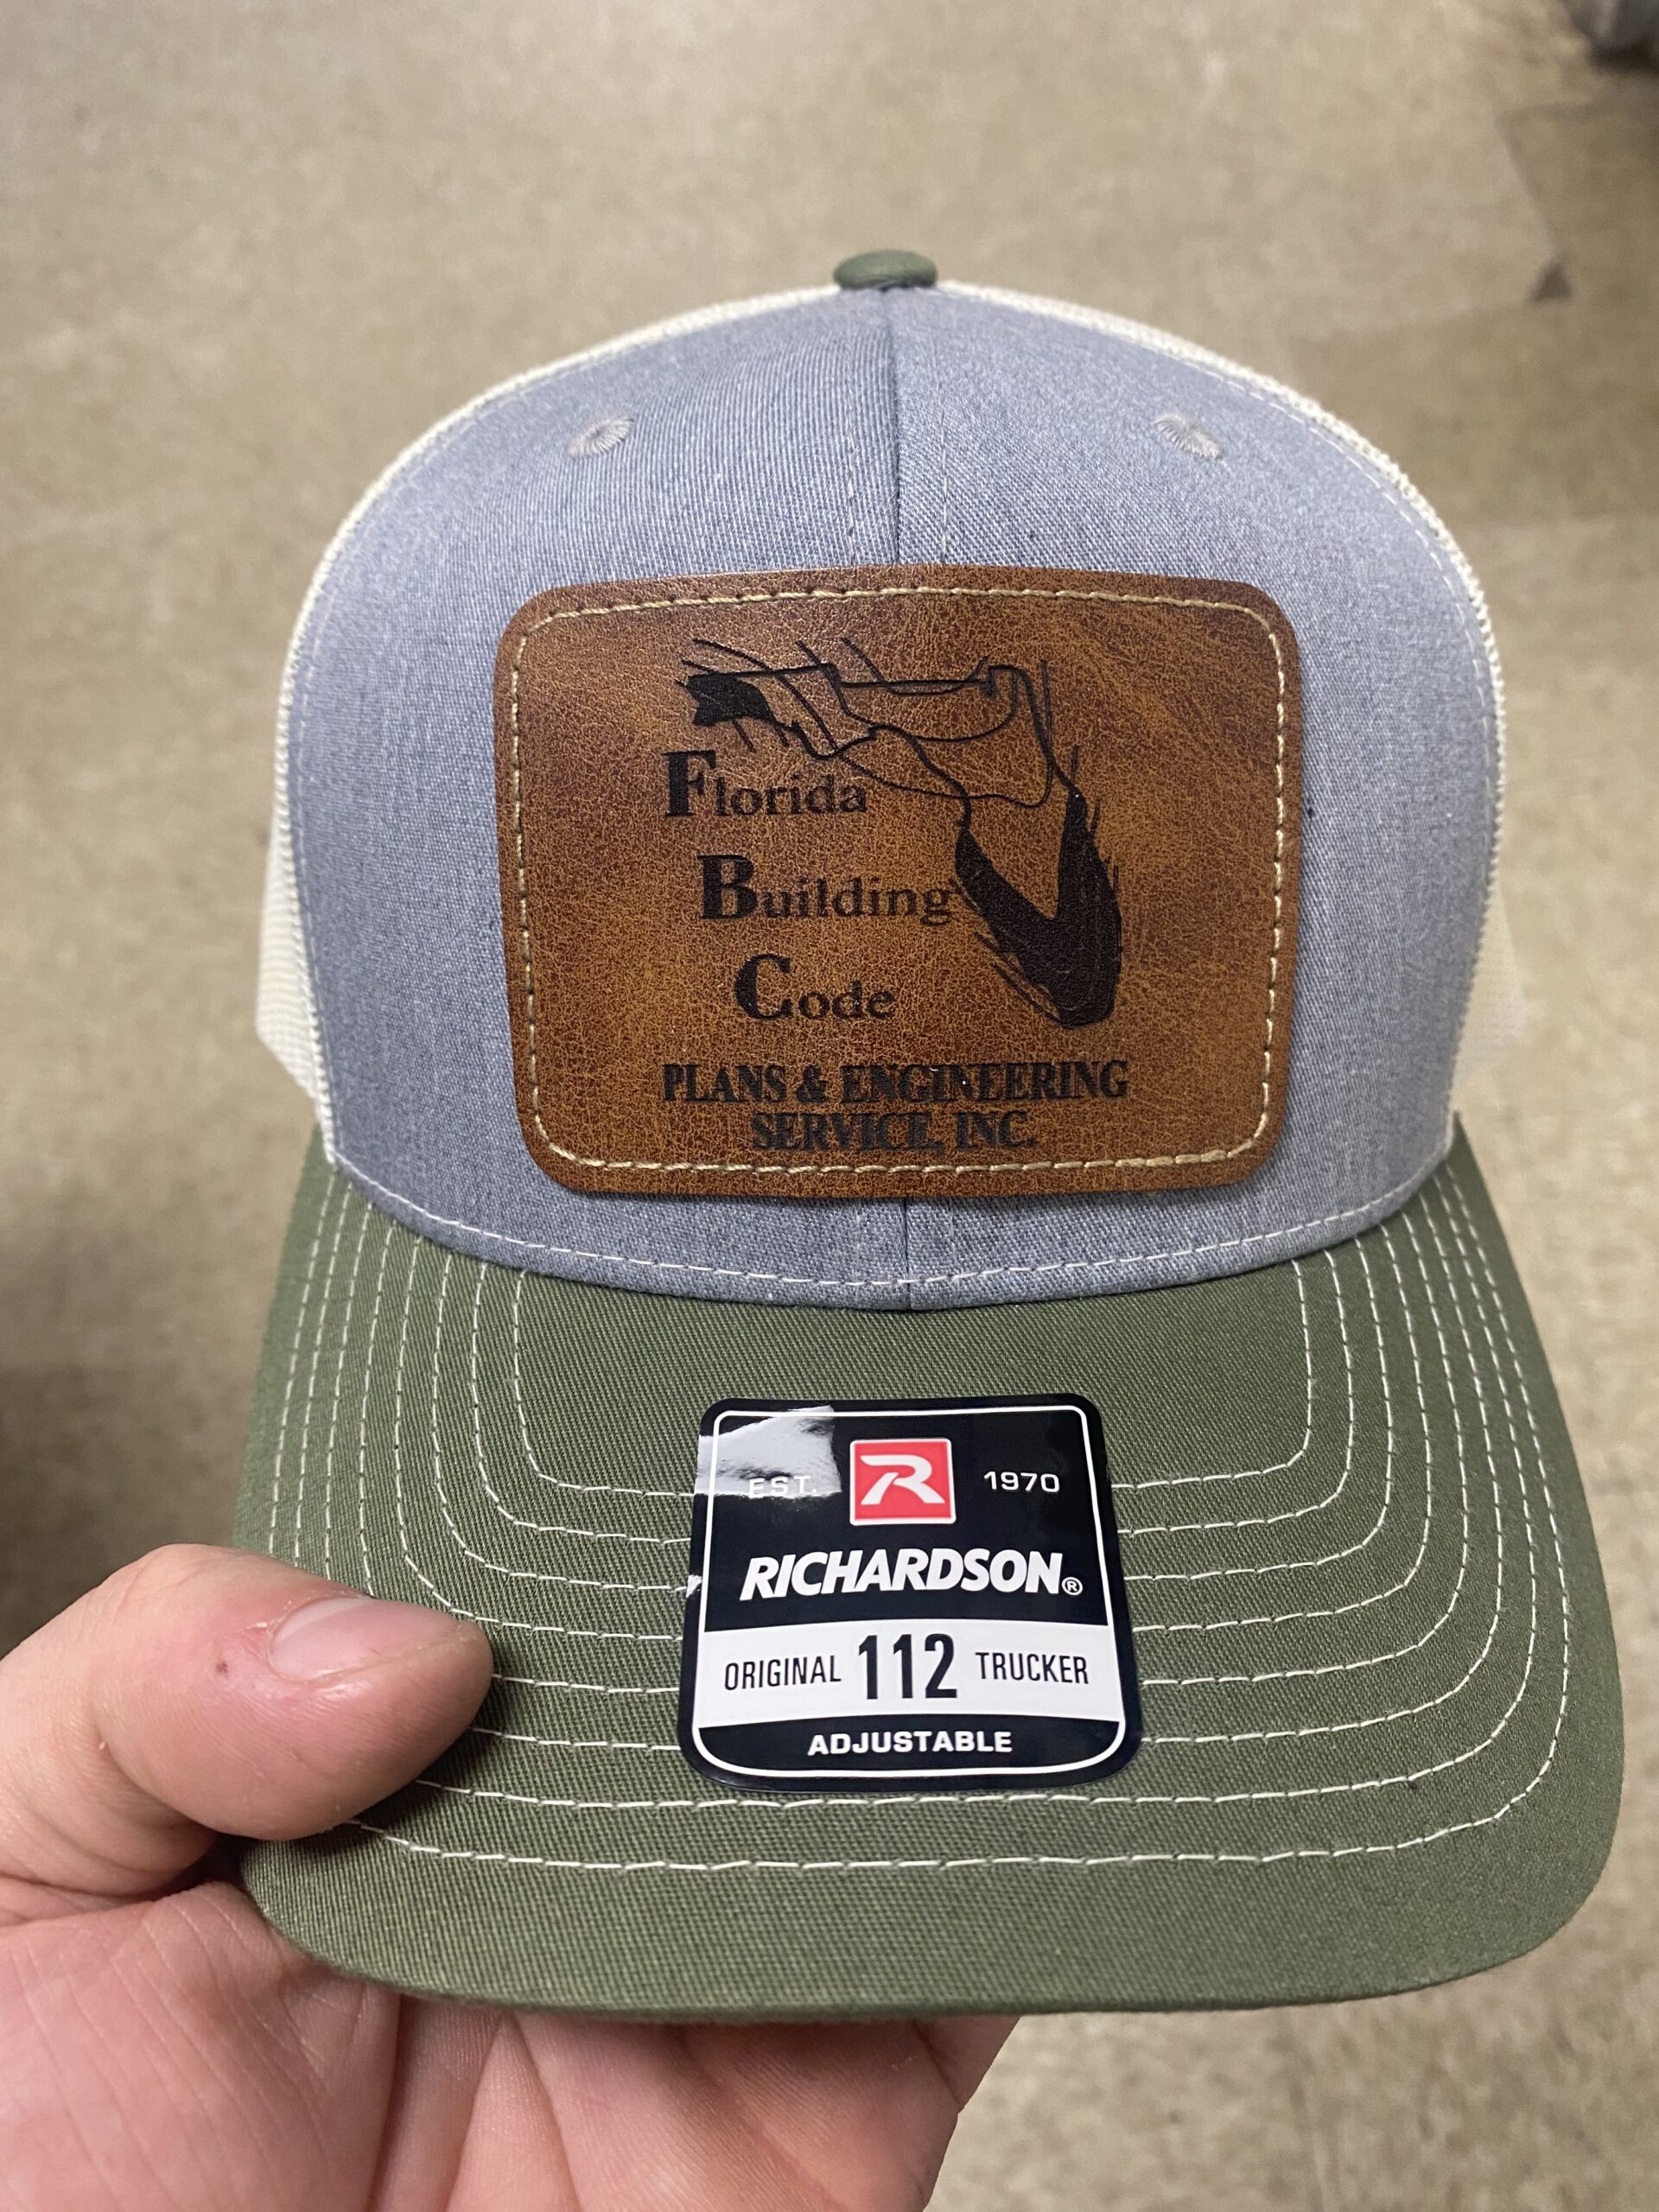 Florida
Building
Code
PLANS & ENGINEERING
SERVICE, INC.
EST. R 1970
RICHARDSON®
ORIGINAL 112 TRUCKER
ADJUSTABLE